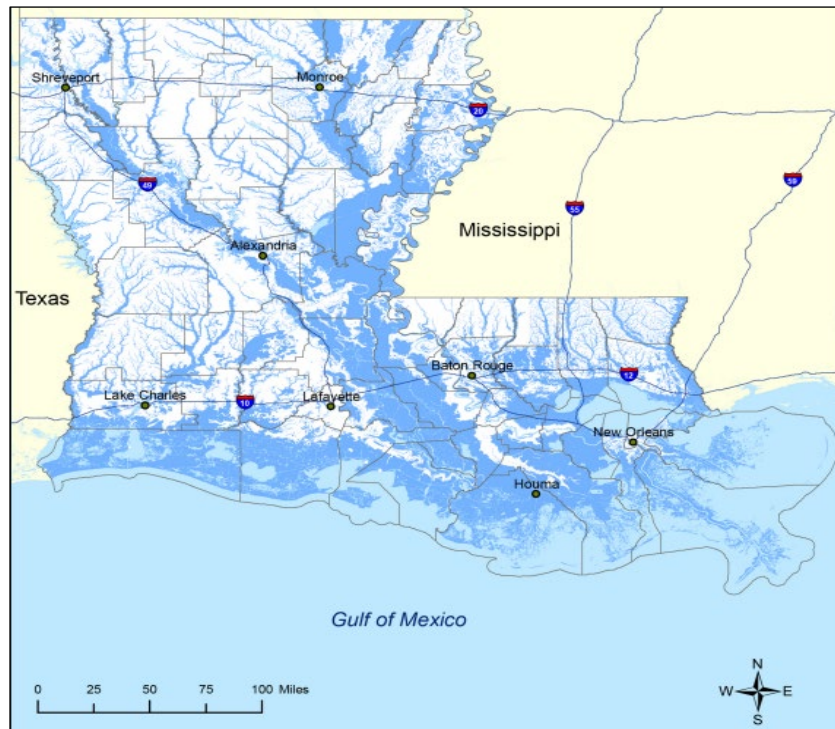 Shreveport
Monroe
20
49
55
59
Mississippi
Alexandria
Texas
Baton Rouge
12
Lake Charles
10
Lafayette
New Orleans
Houma
Gulf of Mexico
0 25 50 75 100 Miles
N
W E
S